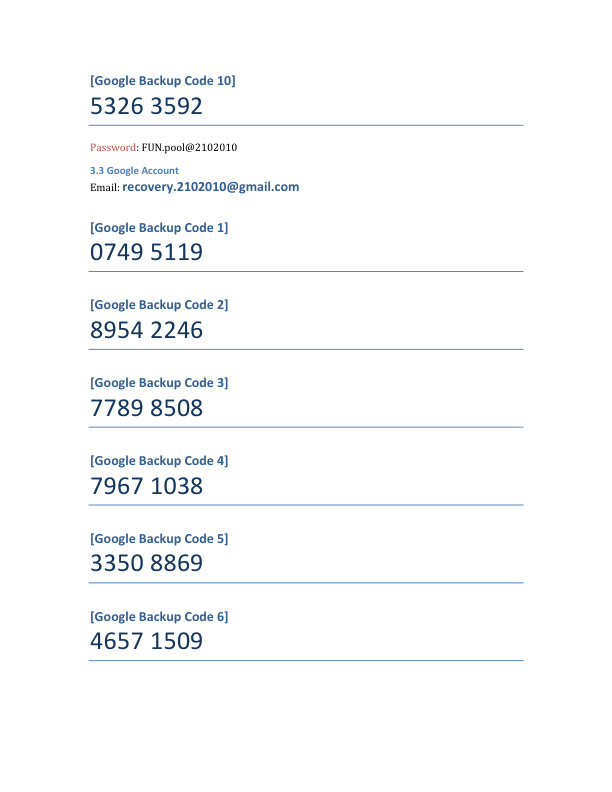 [Google Backup Code 10]
5326 3592
Password: FUN.pool@2102010
3.3 Google Account
Email: recovery.2102010@gmail.com
[Google Backup Code 1]
0749 5119
[Google Backup Code 2]
8954 2246
[Google Backup Code 3]
7789 8508
[Google Backup Code 4]
7967 1038
[Google Backup Code 5]
3350 8869
[Google Backup Code 6]
4657 1509